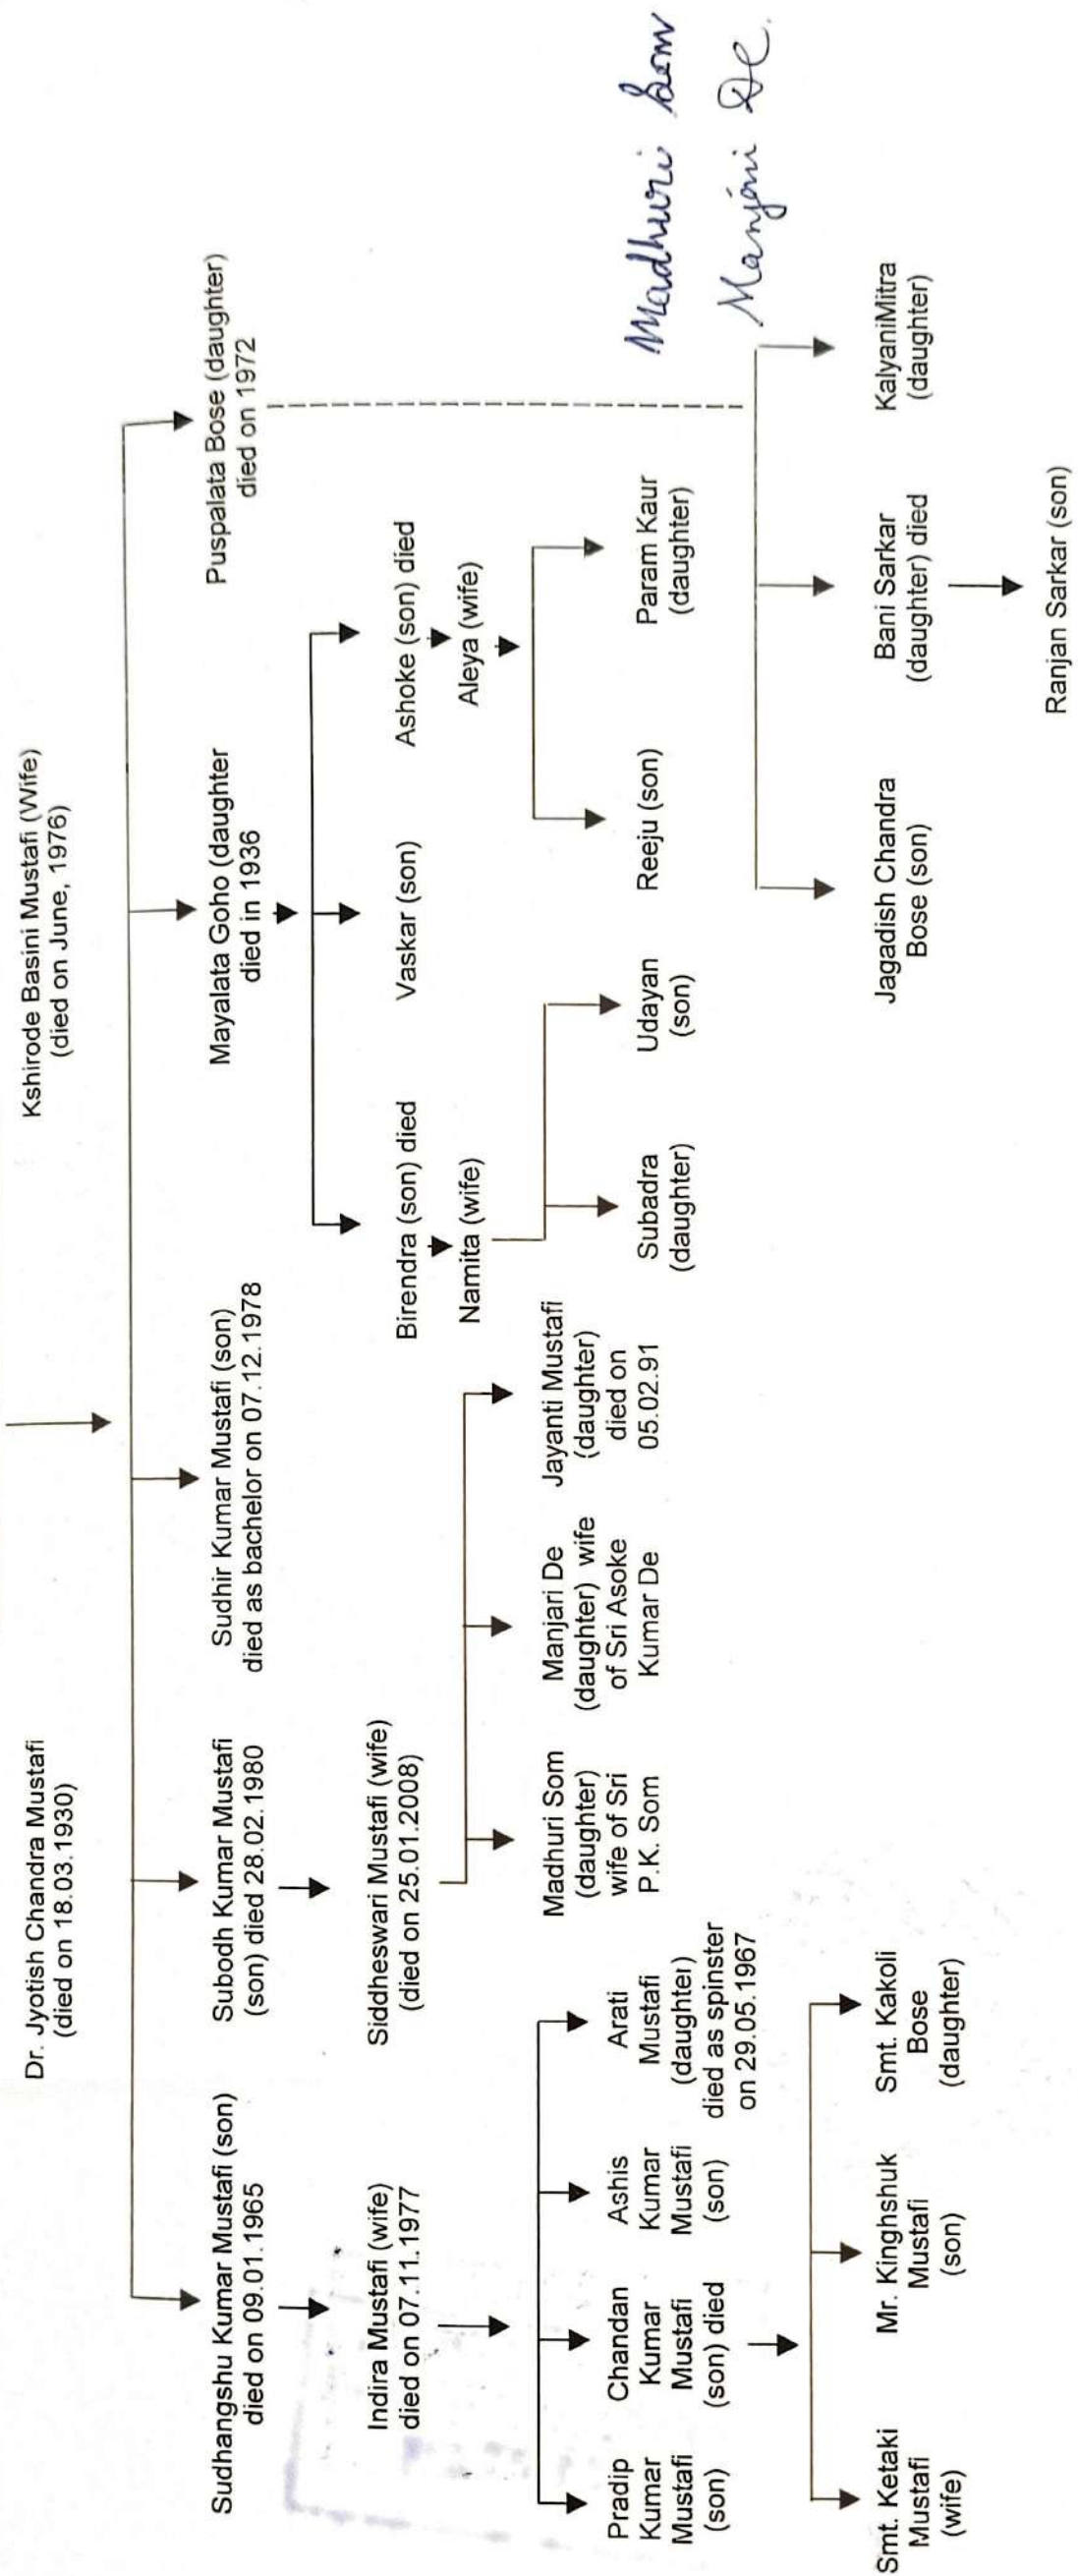 Dr. Jyotish Chandra Mustafi
(died on 18.03.1930)
Kshirode Basini Mustafi (Wife)
(died on June, 1976)
Sudhangshu Kumar Mustafi (son)
died on 09.01.1965
Subodh Kumar Mustafi
(son) died 28.02.1980
Sudhir Kumar Mustafi (son)
died as bachelor on 07.12.1978
Mayalata Goho (daughter
died in 1936
Puspalata Bose (daughter)
died on 1972
Indira Mustafi (wife)
died on 07.11.1977
Siddheswari Mustafi (wife)
(died on 25.01.2008)
Birendra (son) died
Namita (wife)
Vaskar (son)
Ashoke (son) died
Aleya (wife)
Madhuri Som
(daughter)
wife of Sri
P.K. Som
Manjari De
(daughter) wife
of Sri Asoke
Kumar De
Jayanti Mustafi
(daughter)
died on
05.02.91
Pradip
Kumar
Mustafi
(son)
Chandan
Kumar
Mustafi
(son) died
Ashis
Kumar
Mustafi
(son)
Arati
Mustafi
(daughter)
died as spinster
on 29.05.1967
Subadra
(daughter)
Udayan
(son)
Reeju (son)
Param Kaur
(daughter)
Madhuri Som
Manjari De.
Smt. Ketaki
Mustafi
(wife)
Mr. Kinghshuk
Mustafi
(son)
Smt. Kakoli
Bose
(daughter)
Jagadish Chandra
Bose (son)
Bani Sarkar
(daughter) died
KalyaniMitra
(daughter)
Ranjan Sarkar (son)